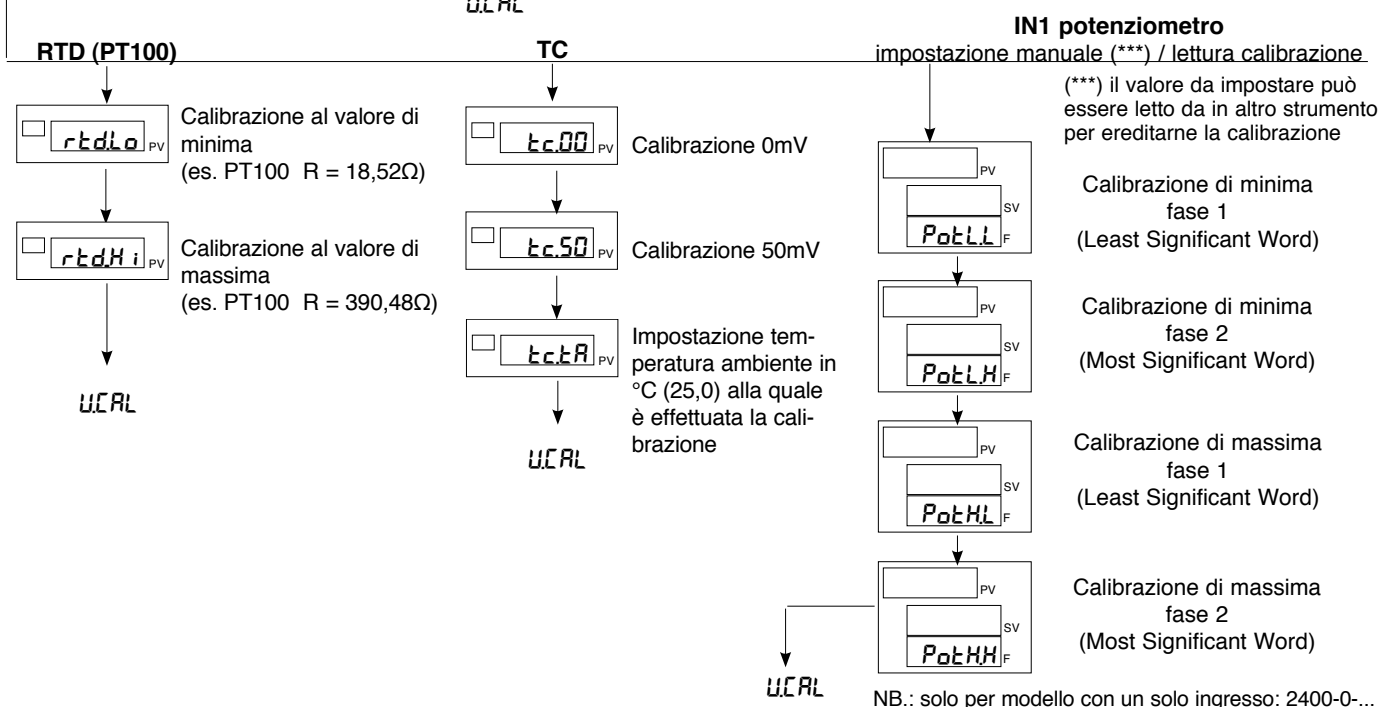 U.CAL
RTD (PT100)
rtd.Lo PV
Calibrazione al valore di
minima
(es. PT100 R = 18,52Ω)
rtd.Hi PV
Calibrazione al valore di
massima
(es. PT100 R = 390,48Ω)
U.CAL
TC
tc.00 PV
Calibrazione 0mV
tc.50 PV
Calibrazione 50mV
tc.tA PV
Impostazione tem-
peratura ambiente in
°C (25,0) alla quale
è effettuata la cali-
brazione
U.CAL
IN1 potenziometro
impostazione manuale (***) / lettura calibrazione
(***) il valore da impostare può
essere letto da in altro strumento
per ereditarne la calibrazione
PV
SV
Pot.L.L F
Calibrazione di minima
fase 1
(Least Significant Word)
PV
SV
Pot.L.H F
Calibrazione di minima
fase 2
(Most Significant Word)
PV
SV
Pot.H.L F
Calibrazione di massima
fase 1
(Least Significant Word)
PV
SV
Pot.H.H F
Calibrazione di massima
fase 2
(Most Significant Word)
U.CAL
NB.: solo per modello con un solo ingresso: 2400-0-...